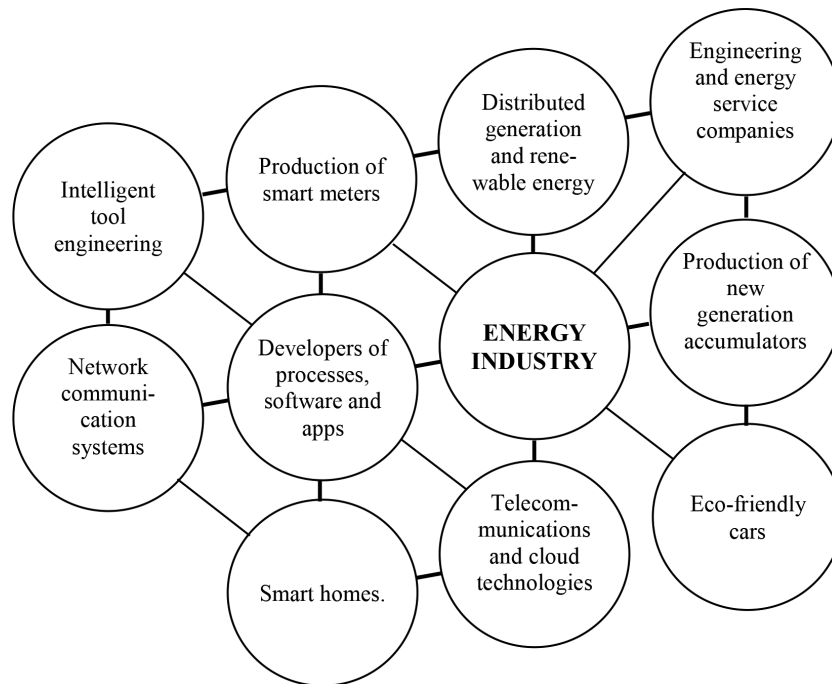 Intelligent
tool
engineering
Production of
smart meters
Distributed
generation
and rene-
wable energy
Engineering
and energy
service
companies
Network
communi-
cation
systems
Developers of
processes,
software and
apps
ENERGY
INDUSTRY
Production of
new
generation
accumulators
Smart homes.
Telecom-
munications
and cloud
technologies
Eco-friendly
cars